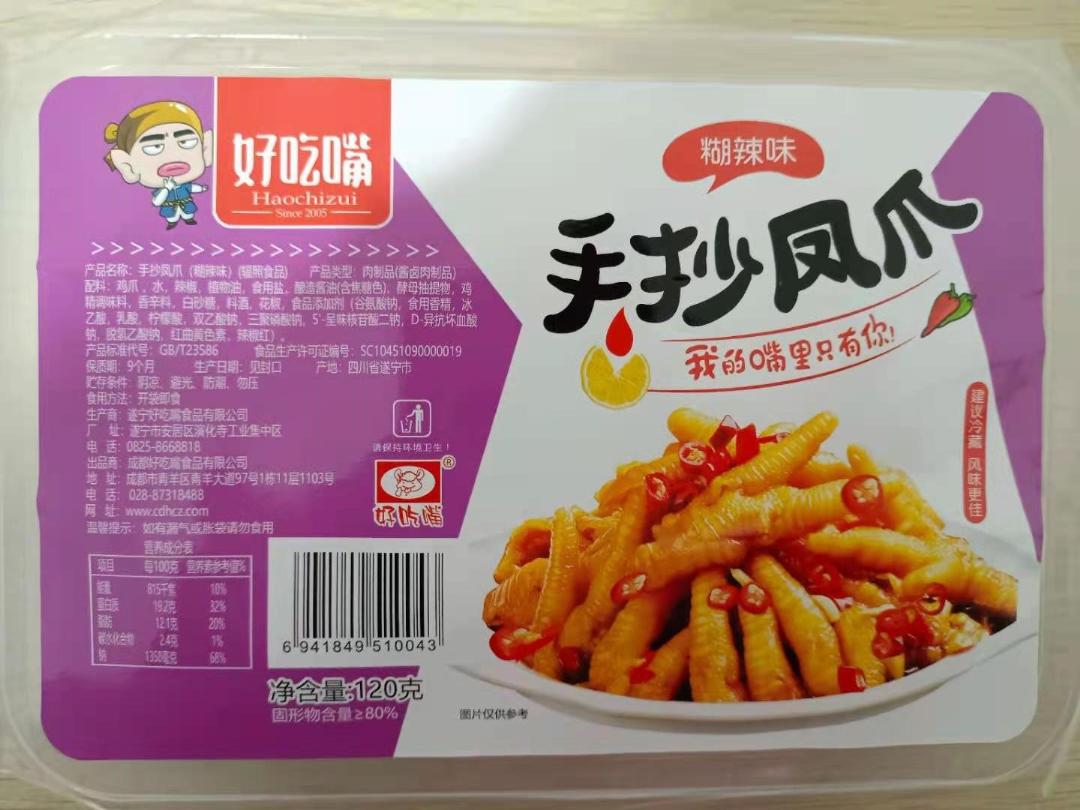 好吃嘴
Haochizui
Since 2005
糊辣味
手抄凤爪
我的嘴里只有你!
建议冷藏 风味更佳
产品名称：手抄凤爪（糊辣味）(辐照食品) 产品类型：肉制品(酱卤肉制品)
配料：鸡爪、水、辣椒、植物油、食用盐、酿造酱油(含焦糖色)、酵母抽提物、鸡
精调味料、香辛料、白砂糖、料酒、花椒、食品添加剂（谷氨酸钠，食用香精，冰
乙酸，乳酸，柠檬酸，双乙酸钠，三聚磷酸钠，5'-呈味核苷酸二钠，D-异抗坏血酸
钠，脱氢乙酸钠，红曲黄色素，辣椒红）。
产品标准代号：GB/T23586 食品生产许可证编号：SC10451090000019
保质期：9个月 生产日期：见封口 产地：四川省遂宁市
贮存条件：阴凉、避光、防潮、勿压
食用方法：开袋即食
生产商：遂宁好吃嘴食品有限公司
厂 址：遂宁市安居区演化寺工业集中区
电 话：0825-8668818
出品商：成都好吃嘴食品有限公司
地 址：成都市青羊区青羊大道97号1栋11层1103号
电 话：028-87318488
网 址：www.cdhcz.com
温馨提示：如有漏气或胀袋请勿食用
请保持环境卫生！
好吃嘴®
营养成分表
项目 每100克 营养素参考值%
能量 815千焦 10%
蛋白质 19.2克 32%
脂肪 12.1克 20%
碳水化合物 2.4克 1%
钠 1350毫克 68%
6 941849 510043
净含量:120克
固形物含量≥80%
图片仅供参考